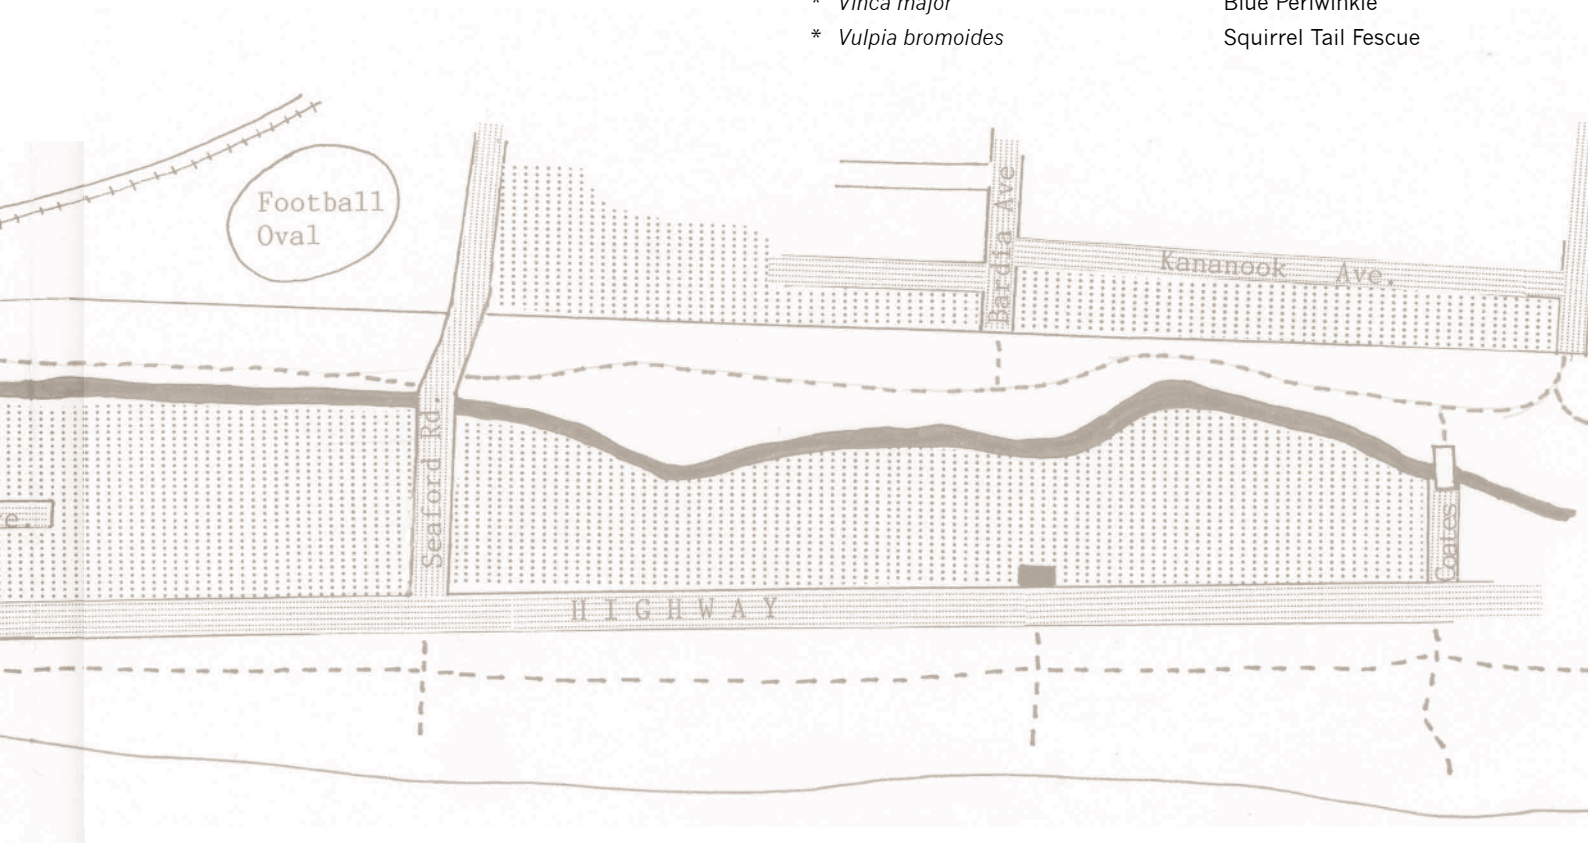 * Vinca major Blue Periwinkle
* Vulpia bromoides Squirrel Tail Fescue
Football
Oval
Bardia Ave
Kananook Ave.
Seaford Rd.
Coates
HIGHWAY